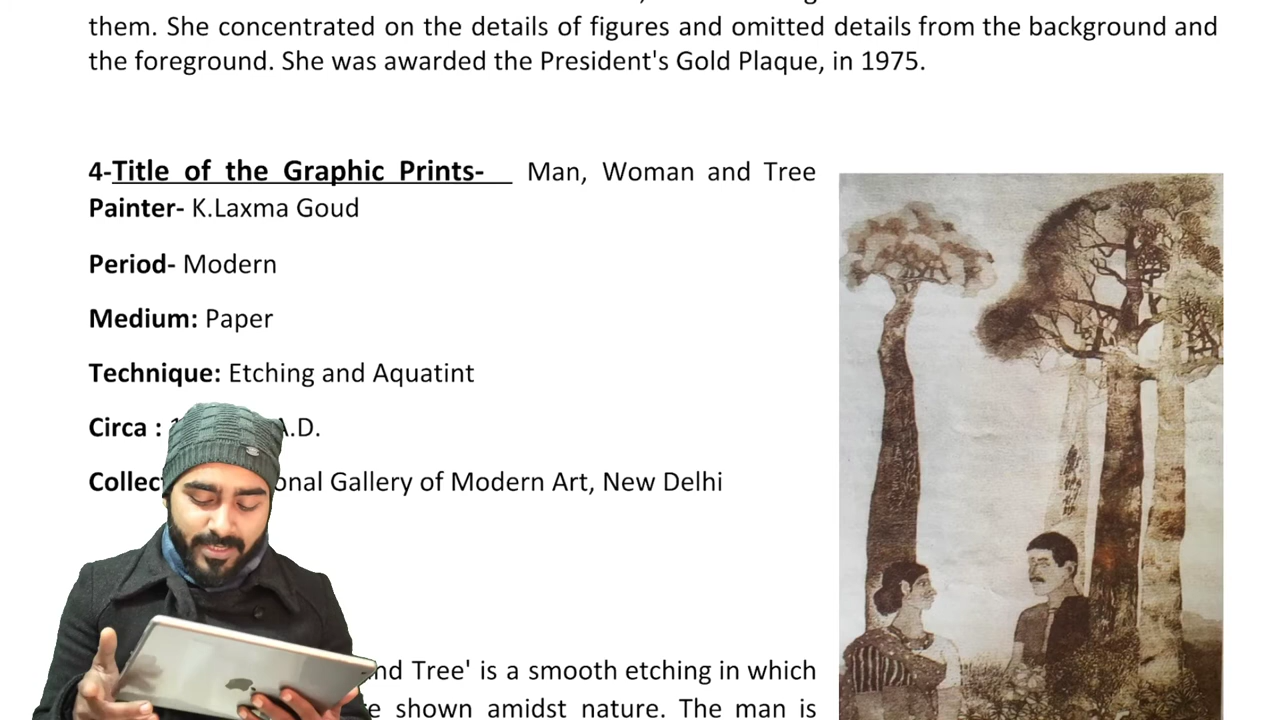 them. She concentrated on the details of figures and omitted details from the background and
the foreground. She was awarded the President's Gold Plaque, in 1975.
4-Title of the Graphic Prints- Man, Woman and Tree
Painter- K.Laxma Goud
Period- Modern
Medium: Paper
Technique: Etching and Aquatint
Circa : A.D.
Gallery of Modern Art, New Delhi
Tree' is a smooth etching in which
shown amidst nature. The man is